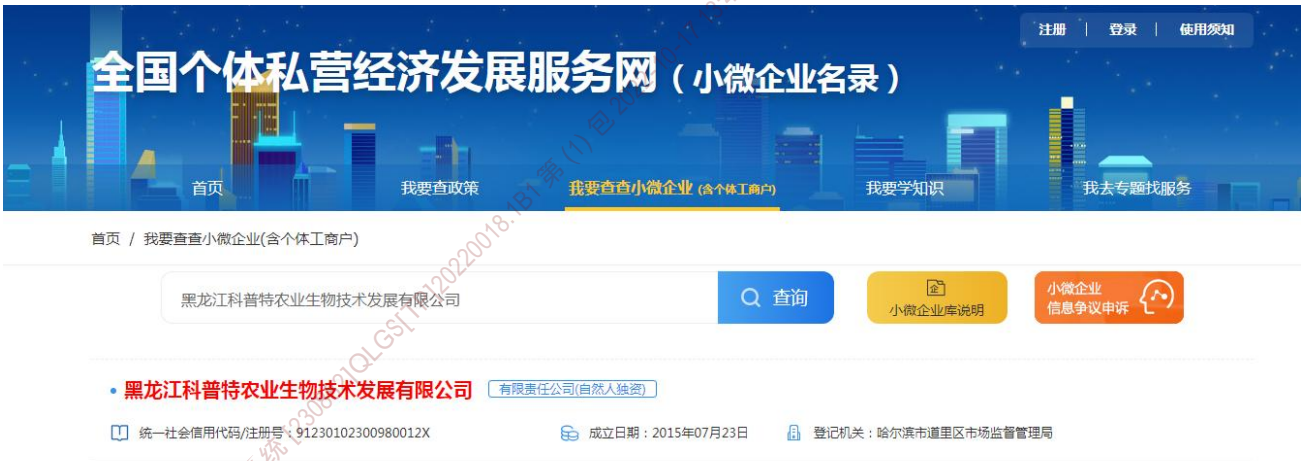 注册 | 登录 | 使用须知
全国个体私营经济发展服务网（小微企业名录）
首页 我要查政策 我要查查小微企业 (含个体工商户) 我要学知识 我去专题找服务
首页 / 我要查查小微企业(含个体工商户)
黑龙江科普特农业生物技术发展有限公司 查询
小微企业库说明
小微企业
信息争议申诉
• 黑龙江科普特农业生物技术发展有限公司 有限责任公司(自然人独资)
统一社会信用代码/注册号：91230102300980012X 成立日期：2015年07月23日 登记机关：哈尔滨市道里区市场监督管理局